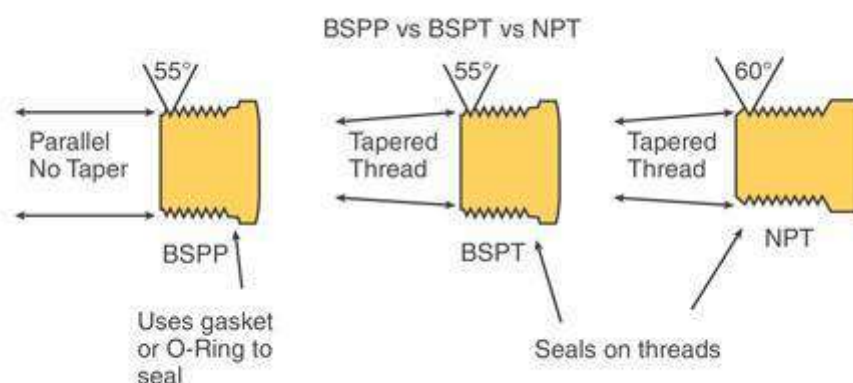 BSPP vs BSPT vs NPT
55°
Parallel
No Taper
BSPP
Uses gasket
or O-Ring to
seal
55°
Tapered
Thread
BSPT
60°
Tapered
Thread
NPT
Seals on threads